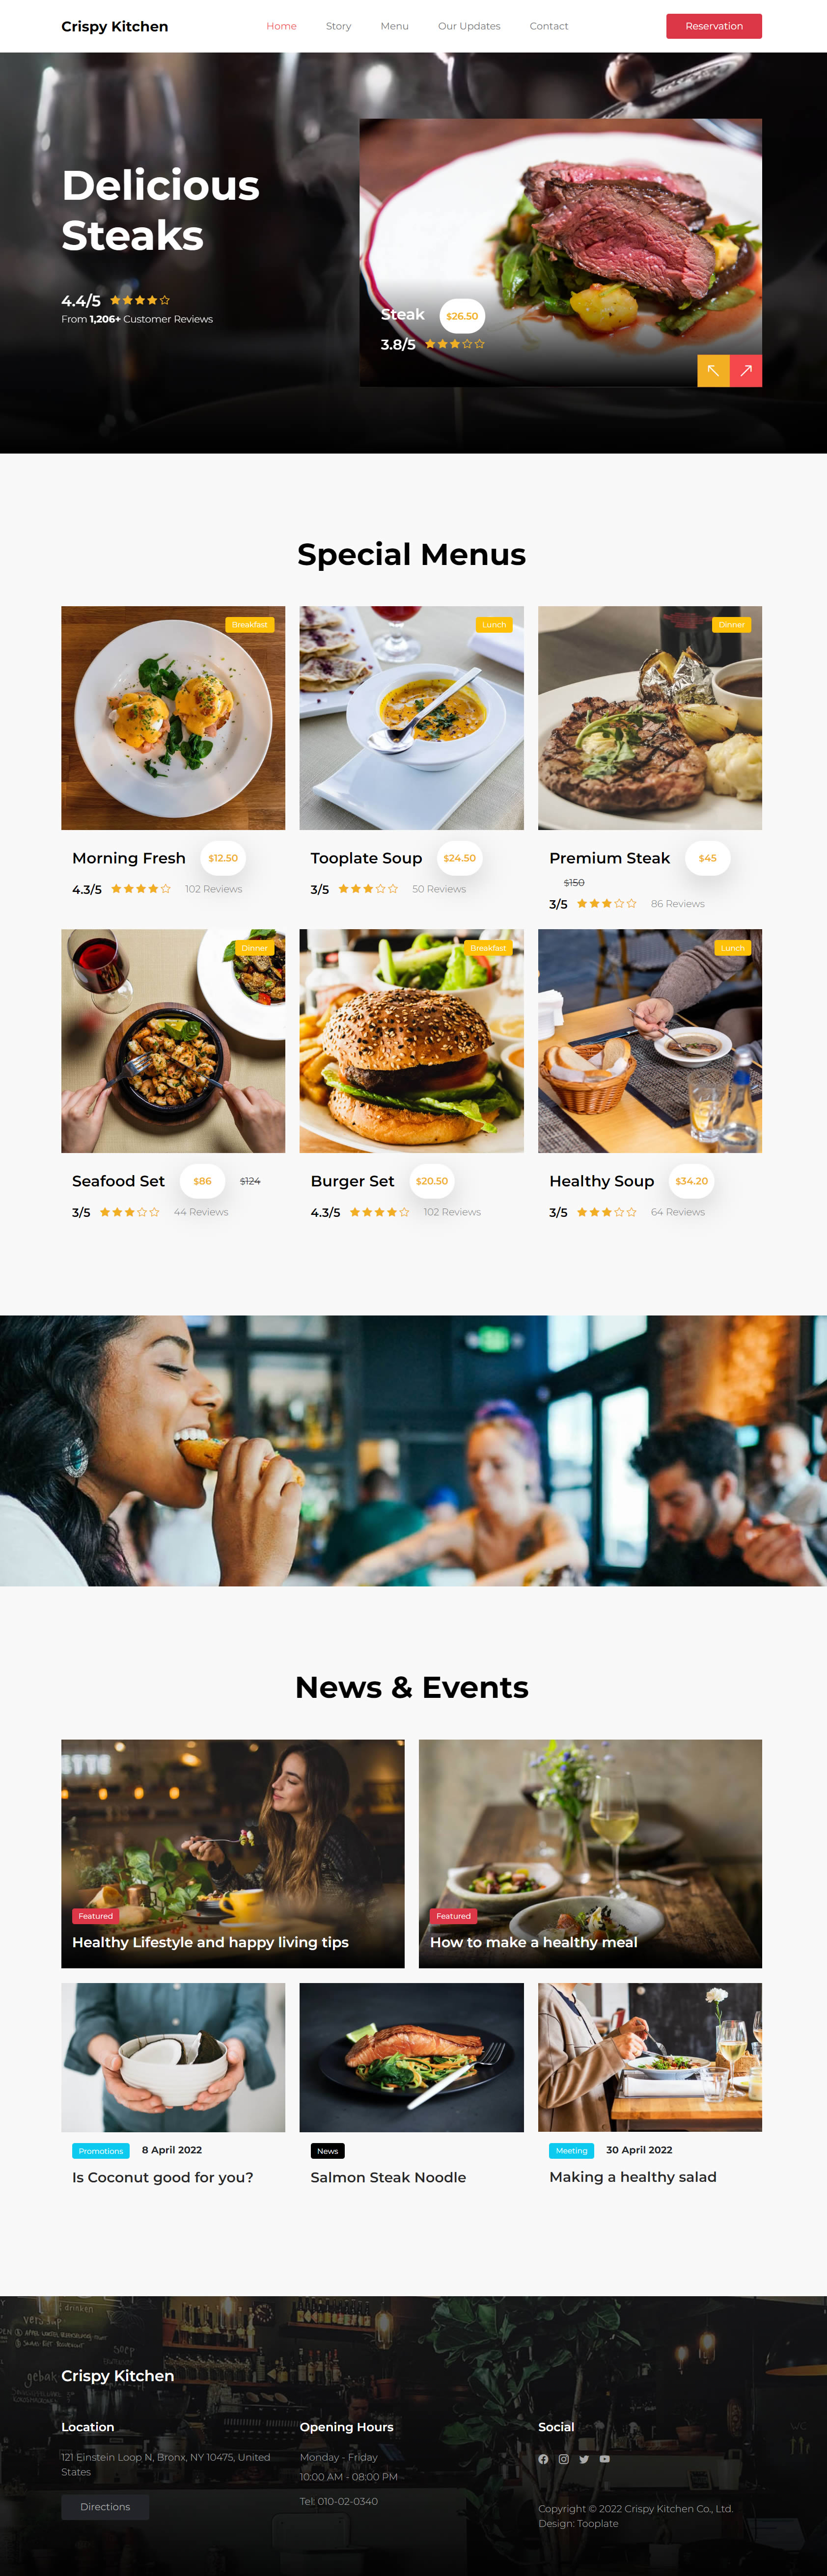 Crispy Kitchen
Home
Story
Menu
Our Updates
Contact
Reservation
Delicious
Steaks
4.4/5
From 1,206+ Customer Reviews
Steak
$26.50
3.8/5
Special Menus
Breakfast
Lunch
Dinner
Morning Fresh
$12.50
4.3/5
102 Reviews
Tooplate Soup
$24.50
3/5
50 Reviews
Premium Steak
$45
$150
3/5
86 Reviews
Dinner
Breakfast
Lunch
Seafood Set
$86
$124
3/5
44 Reviews
Burger Set
$20.50
4.3/5
102 Reviews
Healthy Soup
$34.20
3/5
64 Reviews
News & Events
Featured
Healthy Lifestyle and happy living tips
Featured
How to make a healthy meal
Promotions
8 April 2022
Is Coconut good for you?
News
Salmon Steak Noodle
Meeting
30 April 2022
Making a healthy salad
drinken
soep
gebak
Crispy Kitchen
Location
121 Einstein Loop N, Bronx, NY 10475, United
States
Directions
Opening Hours
Monday - Friday
10:00 AM - 08:00 PM
Tel: 010-02-0340
Social
Copyright © 2022 Crispy Kitchen Co., Ltd.
Design: Tooplate